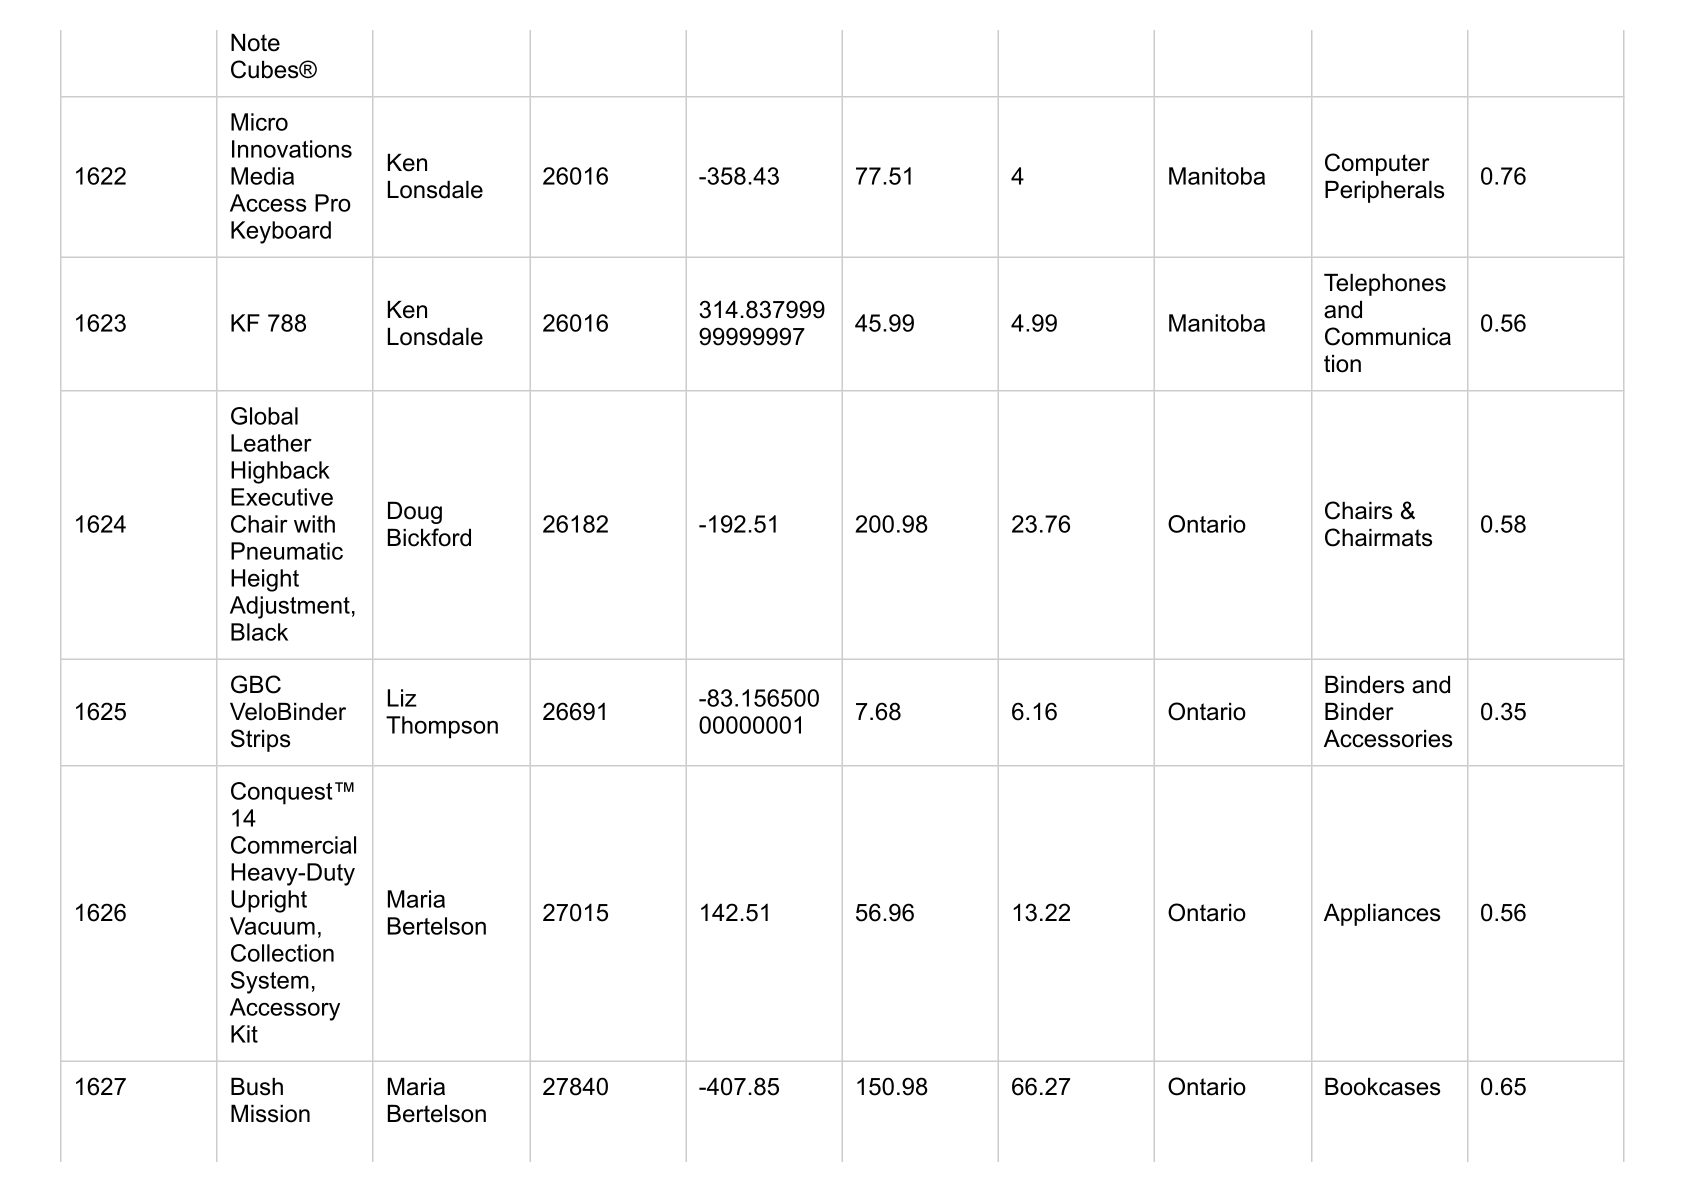 Note
Cubes®
1622
Micro
Innovations
Media
Access Pro
Keyboard
Ken
Lonsdale
26016
-358.43
77.51
4
Manitoba
Computer
Peripherals
0.76
1623
KF 788
Ken
Lonsdale
26016
314.837999
99999997
45.99
4.99
Manitoba
Telephones
and
Communica
tion
0.56
1624
Global
Leather
Highback
Executive
Chair with
Pneumatic
Height
Adjustment,
Black
Doug
Bickford
26182
-192.51
200.98
23.76
Ontario
Chairs &
Chairmats
0.58
1625
GBC
VeloBinder
Strips
Liz
Thompson
26691
-83.156500
00000001
7.68
6.16
Ontario
Binders and
Binder
Accessories
0.35
1626
Conquest™
14
Commercial
Heavy-Duty
Upright
Vacuum,
Collection
System,
Accessory
Kit
Maria
Bertelson
27015
142.51
56.96
13.22
Ontario
Appliances
0.56
1627
Bush
Mission
Maria
Bertelson
27840
-407.85
150.98
66.27
Ontario
Bookcases
0.65